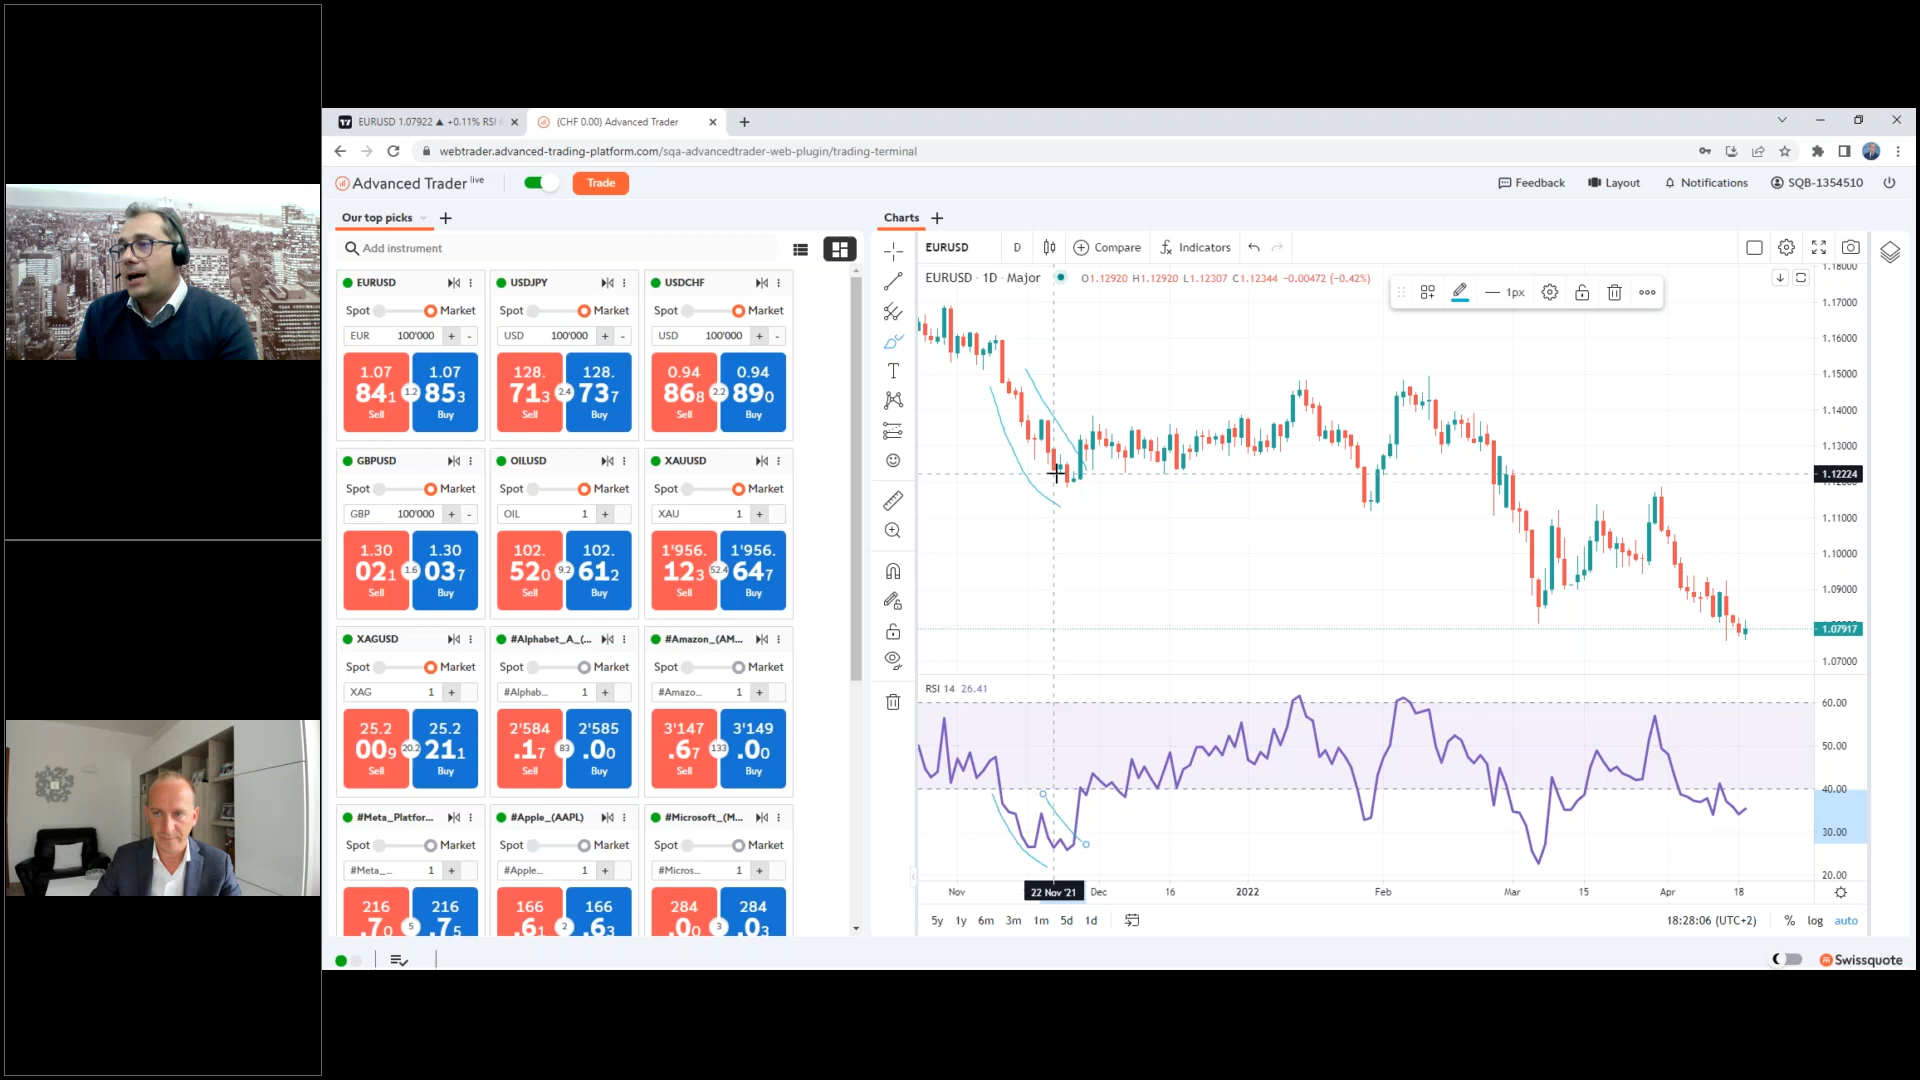 EURUSD 1.07922 ▲ +0.11% RSI
(CHF 0.00) Advanced Trader
webtrader.advanced-trading-platform.com/sqa-advancedtrader-web-plugin/trading-terminal
Advanced Trader live
Trade
Feedback
Layout
Notifications
SQB-1354510
Our top picks
Add instrument
EURUSD
Spot Market
EUR 100'000 + -
1.07 841 Sell
1.2
1.07 853 Buy
USDJPY
Spot Market
USD 100'000 + -
128. 713 Sell
2.4
128. 737 Buy
USDCHF
Spot Market
USD 100'000 + -
0.94 868 Sell
2.2
0.94 890 Buy
GBPUSD
Spot Market
GBP 100'000 + -
1.30 021 Sell
1.6
1.30 037 Buy
OILUSD
Spot Market
OIL 1 +
102. 520 Sell
9.2
102. 612 Buy
XAUUSD
Spot Market
XAU 1 +
1'956. 123 Sell
52.4
1'956. 647 Buy
XAGUSD
Spot Market
XAG 1 +
25.2 009 Sell
20.2
25.2 211 Buy
#Alphabet_A_(...
Spot Market
#Alphab... 1 +
2'584 .17 Sell
83
2'585 .00 Buy
#Amazon_(AM...
Spot Market
#Amazo... 1 +
3'147 .67 Sell
133
3'149 .00 Buy
#Meta_Platfor...
Spot Market
#Meta_... 1 +
216 .70
5
216 .75
#Apple_(AAPL)
Spot Market
#Apple... 1 +
166 .61
2
166 .63
#Microsoft_(M...
Spot Market
#Micros... 1 +
284 .00
3
284 .03
Charts
EURUSD D Compare Indicators
EURUSD · 1D · Major O1.12920 H1.12920 L1.12307 C1.12344 −0.00472 (−0.42%)
1px
1.18000
1.17000
1.16000
1.15000
1.14000
1.13000
1.12224
1.11000
1.10000
1.09000
1.07917
1.07000
RSI 14 26.41
60.00
50.00
40.00
30.00
20.00
Nov 22 Nov '21 Dec 16 2022 Feb Mar 15 Apr 18
5y 1y 6m 3m 1m 5d 1d
18:28:06 (UTC+2) % log auto
Swissquote